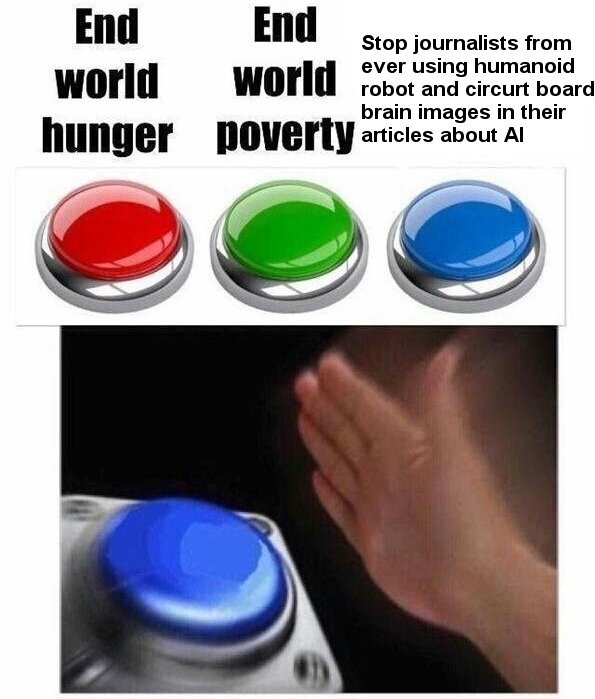 End
world
hunger
End
world
poverty
Stop journalists from
ever using humanoid
robot and circurt board
brain images in their
articles about AI